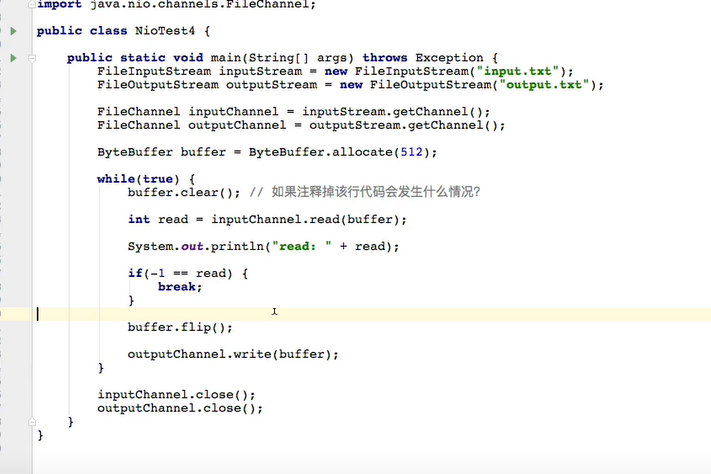 import java.nio.channels.FileChannel;
public class NioTest4 {
public static void main(String[] args) throws Exception {
FileInputStream inputStream = new FileInputStream("input.txt");
FileOutputStream outputStream = new FileOutputStream("output.txt");
FileChannel inputChannel = inputStream.getChannel();
FileChannel outputChannel = outputStream.getChannel();
ByteBuffer buffer = ByteBuffer.allocate(512);
while(true) {
buffer.clear(); // 如果注释掉该行代码会发生什么情况?
int read = inputChannel.read(buffer);
System.out.println("read: " + read);
if(-1 == read) {
break;
}
buffer.flip();
outputChannel.write(buffer);
}
inputChannel.close();
outputChannel.close();
}
}